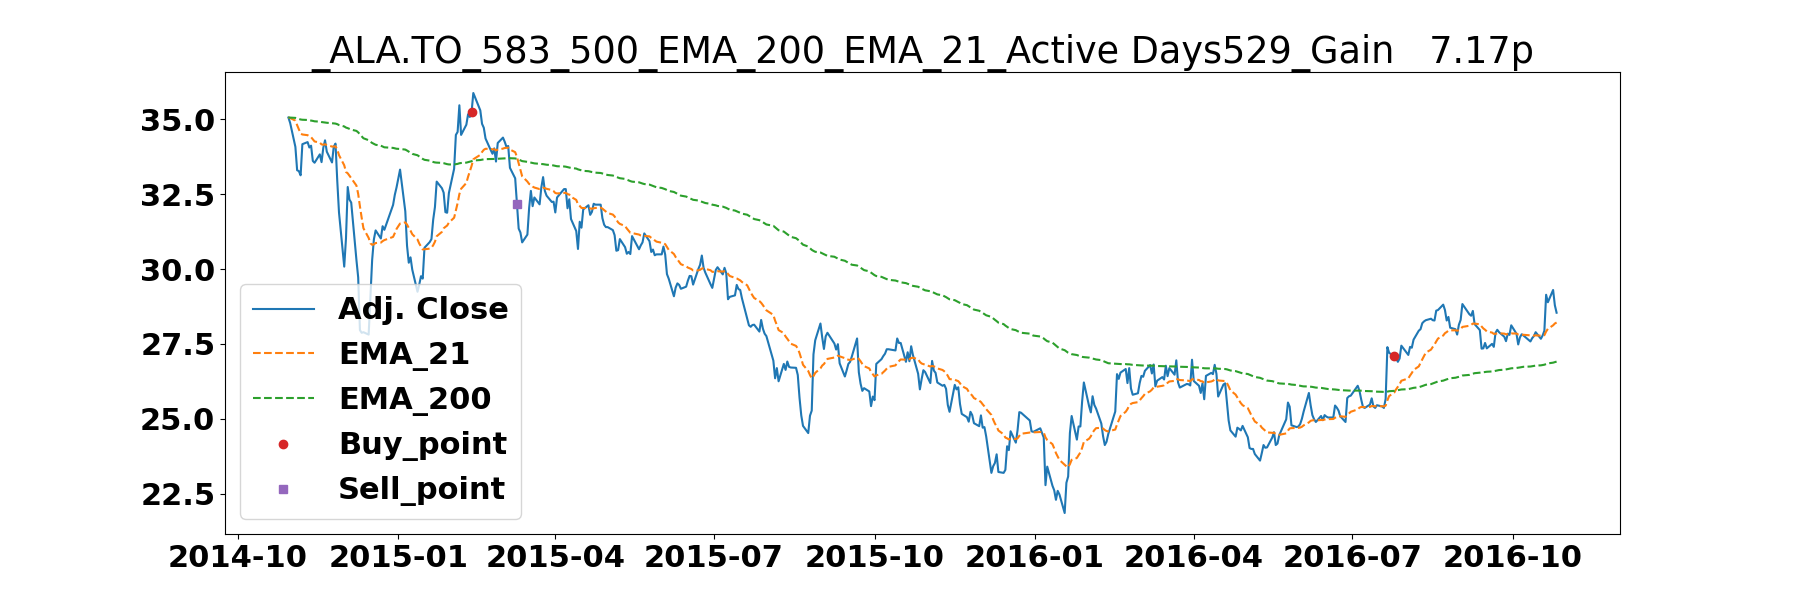 _ALA.TO_583_500_EMA_200_EMA_21_Active Days529_Gain   7.17p
35.0
32.5
30.0
27.5
25.0
22.5
Adj. Close
EMA_21
EMA_200
Buy_point
Sell_point
2014-10 2015-01 2015-04 2015-07 2015-10 2016-01 2016-04 2016-07 2016-10